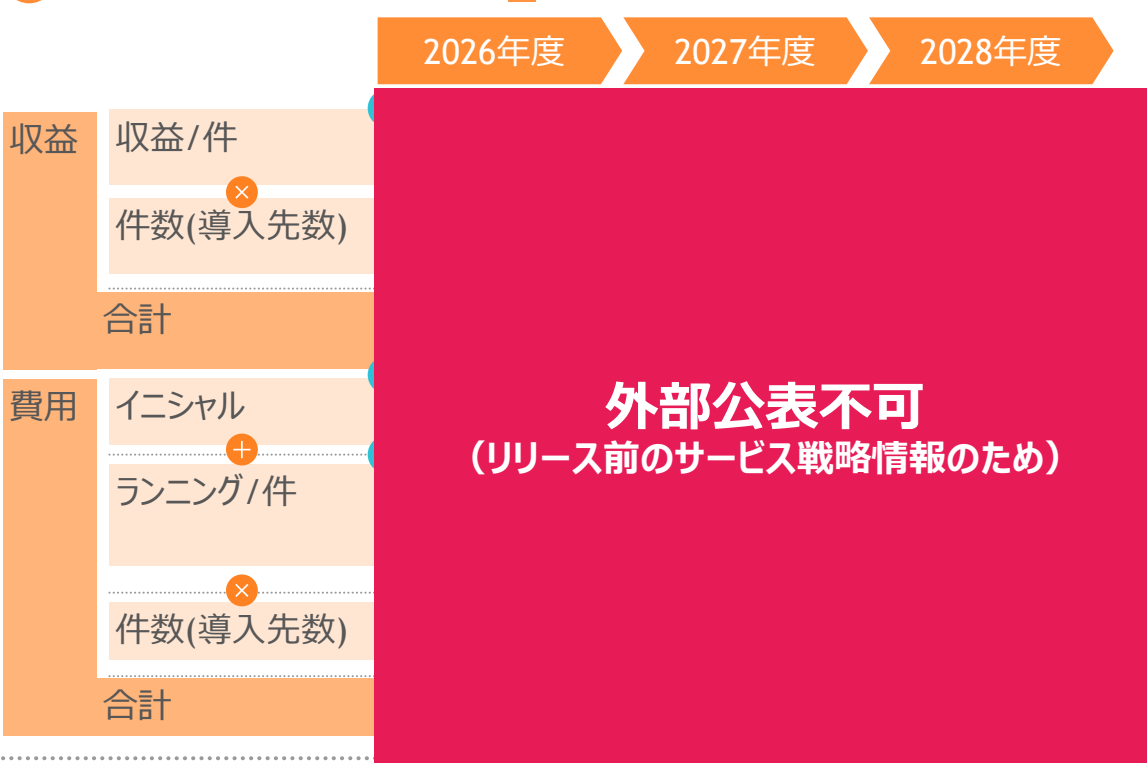 2026年度 2027年度 2028年度
収益
収益/件
×
件数(導入先数)
合計
費用
イニシャル
+
ランニング/件
×
件数(導入先数)
合計
外部公表不可
（リリース前のサービス戦略情報のため）